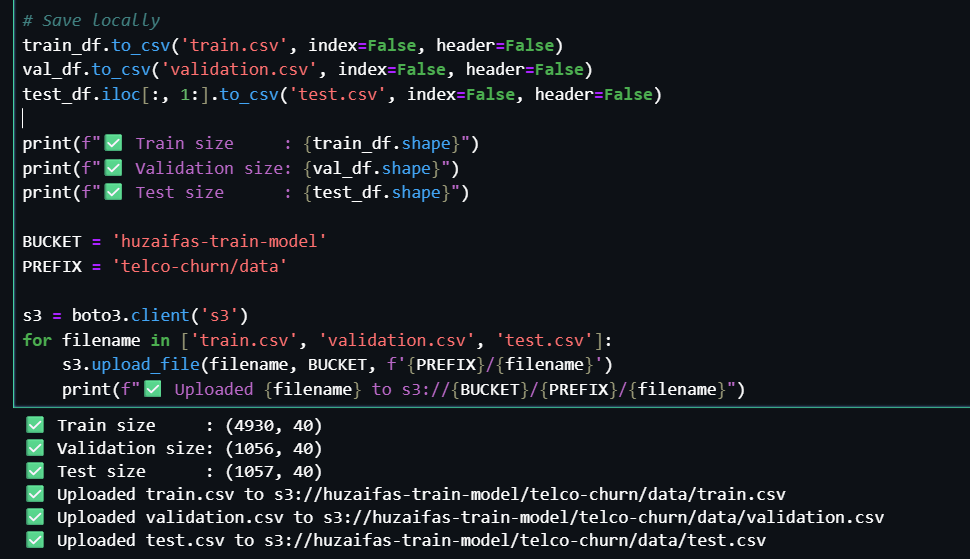 # Save locally
train_df.to_csv('train.csv', index=False, header=False)
val_df.to_csv('validation.csv', index=False, header=False)
test_df.iloc[:, 1:].to_csv('test.csv', index=False, header=False)

print(f"✅ Train size     : {train_df.shape}")
print(f"✅ Validation size: {val_df.shape}")
print(f"✅ Test size      : {test_df.shape}")

BUCKET = 'huzaifas-train-model'
PREFIX = 'telco-churn/data'

s3 = boto3.client('s3')
for filename in ['train.csv', 'validation.csv', 'test.csv']:
    s3.upload_file(filename, BUCKET, f'{PREFIX}/{filename}')
    print(f"✅ Uploaded {filename} to s3://{BUCKET}/{PREFIX}/{filename}")
✅ Train size     : (4930, 40)
✅ Validation size: (1056, 40)
✅ Test size      : (1057, 40)
✅ Uploaded train.csv to s3://huzaifas-train-model/telco-churn/data/train.csv
✅ Uploaded validation.csv to s3://huzaifas-train-model/telco-churn/data/validation.csv
✅ Uploaded test.csv to s3://huzaifas-train-model/telco-churn/data/test.csv